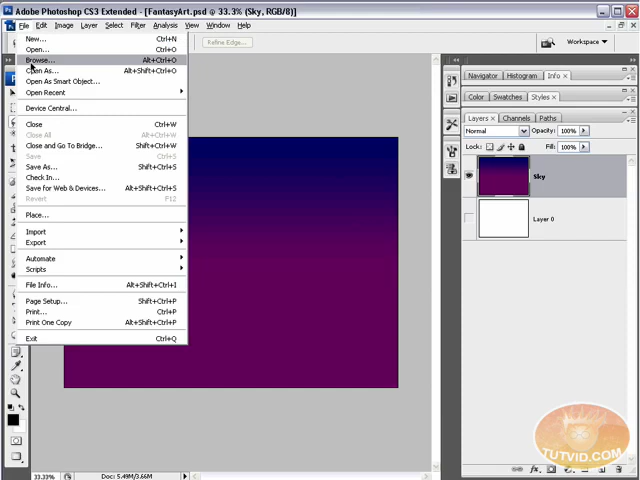 Adobe Photoshop CS3 Extended - [FantasyArt.psd @ 33.3% (Sky, RGB/8)]
File Edit Image Layer Select Filter Analysis View Window Help
New... Ctrl+N
Refine Edge... Workspace
Open... Ctrl+O
Browse... Alt+Ctrl+O
Open As... Alt+Shift+Ctrl+O
Open As Smart Object...
Open Recent
Device Central...
Close Ctrl+W
Close All Alt+Ctrl+W
Close and Go To Bridge... Shift+Ctrl+W
Save Ctrl+S
Save As... Shift+Ctrl+S
Check In...
Save for Web & Devices... Alt+Shift+Ctrl+S
Revert F12
Place...
Import
Export
Automate
Scripts
File Info... Alt+Shift+Ctrl+I
Page Setup... Shift+Ctrl+P
Print... Ctrl+P
Print One Copy Alt+Shift+Ctrl+P
Exit Ctrl+Q
Navigator Histogram Info x
Color Swatches Styles x
Layers x Channels Paths
Normal Opacity: 100%
Lock: Fill: 100%
Sky
Layer 0
TUTVID.COM
33.33% Doc: 5.49M/3.66M